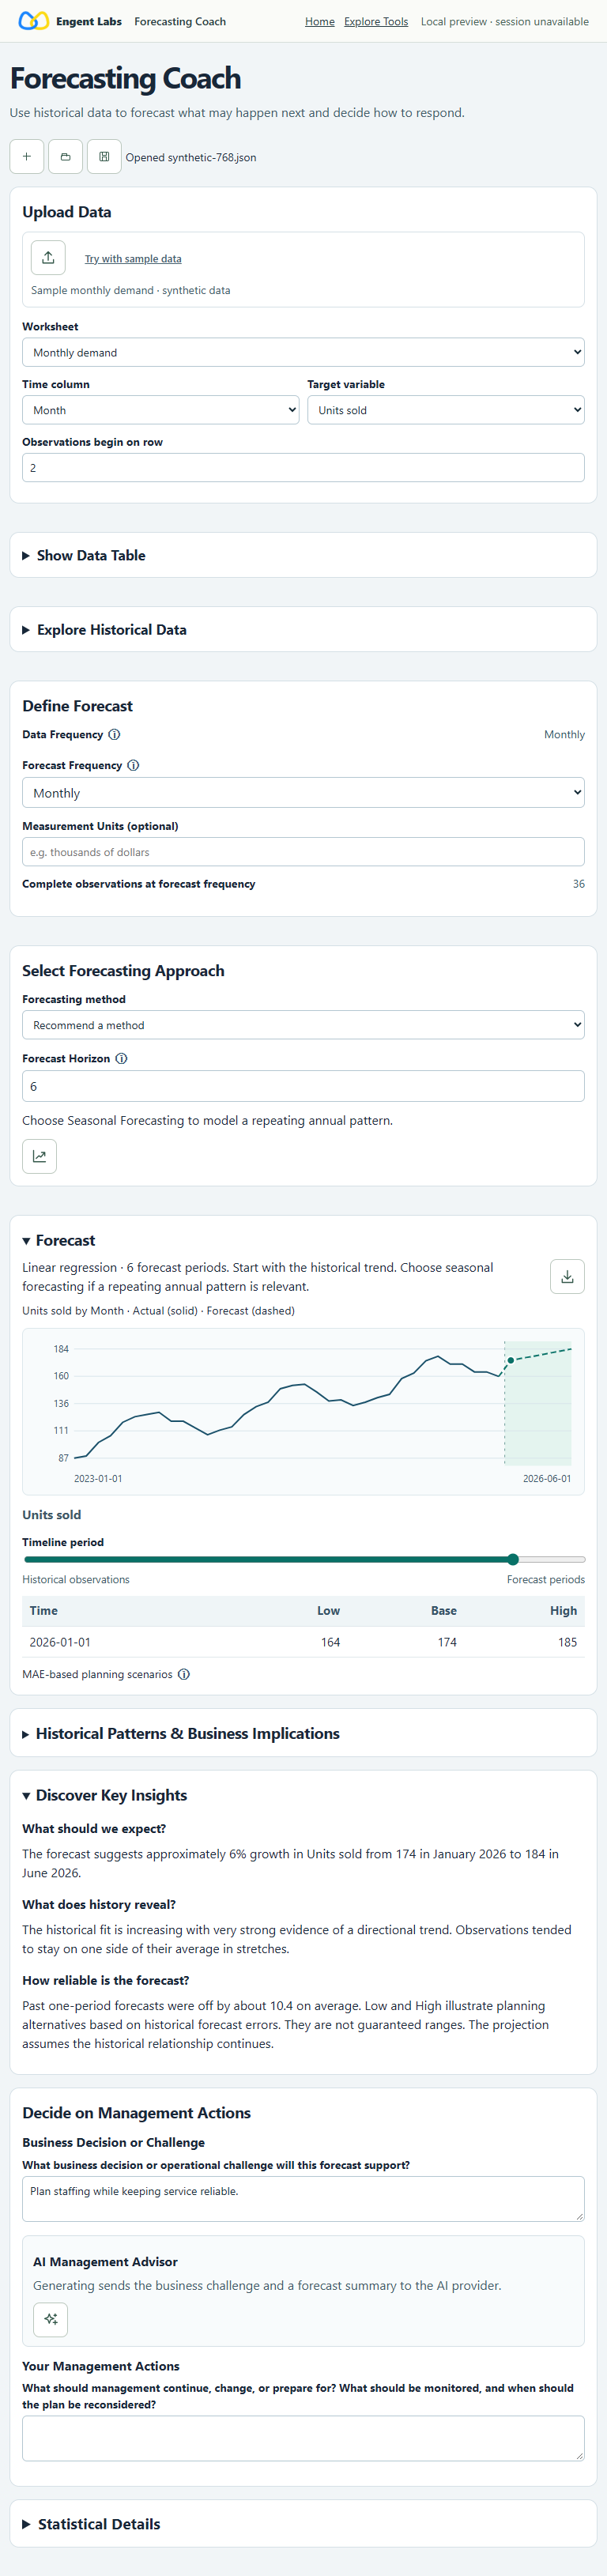 Engent Labs Forecasting Coach Home Explore Tools Local preview · session unavailable
Forecasting Coach
Use historical data to forecast what may happen next and decide how to respond.
Opened synthetic-768.json
Upload Data
Try with sample data
Sample monthly demand · synthetic data
Worksheet
Monthly demand
Time column Target variable
Month Units sold
Observations begin on row
2
Show Data Table
Explore Historical Data
Define Forecast
Data Frequency Monthly
Forecast Frequency
Monthly
Measurement Units (optional)
e.g. thousands of dollars
Complete observations at forecast frequency 36
Select Forecasting Approach
Forecasting method
Recommend a method
Forecast Horizon
6
Choose Seasonal Forecasting to model a repeating annual pattern.
Forecast
Linear regression · 6 forecast periods. Start with the historical trend. Choose seasonal
forecasting if a repeating annual pattern is relevant.
Units sold by Month · Actual (solid) · Forecast (dashed)
184
160
136
111
87
2023-01-01 2026-06-01
Units sold
Timeline period
Historical observations Forecast periods
Time Low Base High
2026-01-01 164 174 185
MAE-based planning scenarios
Historical Patterns & Business Implications
Discover Key Insights
What should we expect?
The forecast suggests approximately 6% growth in Units sold from 174 in January 2026 to 184 in
June 2026.
What does history reveal?
The historical fit is increasing with very strong evidence of a directional trend. Observations tended
to stay on one side of their average in stretches.
How reliable is the forecast?
Past one-period forecasts were off by about 10.4 on average. Low and High illustrate planning
alternatives based on historical forecast errors. They are not guaranteed ranges. The projection
assumes the historical relationship continues.
Decide on Management Actions
Business Decision or Challenge
What business decision or operational challenge will this forecast support?
Plan staffing while keeping service reliable.
AI Management Advisor
Generating sends the business challenge and a forecast summary to the AI provider.
Your Management Actions
What should management continue, change, or prepare for? What should be monitored, and when should
the plan be reconsidered?
Statistical Details